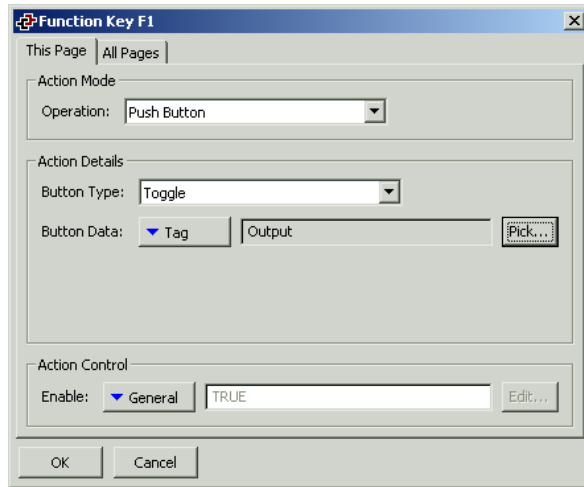 Function Key F1
This Page All Pages
Action Mode
Operation: Push Button
Action Details
Button Type: Toggle
Button Data: Tag Output Pick...
Action Control
Enable: General TRUE Edit...
OK Cancel